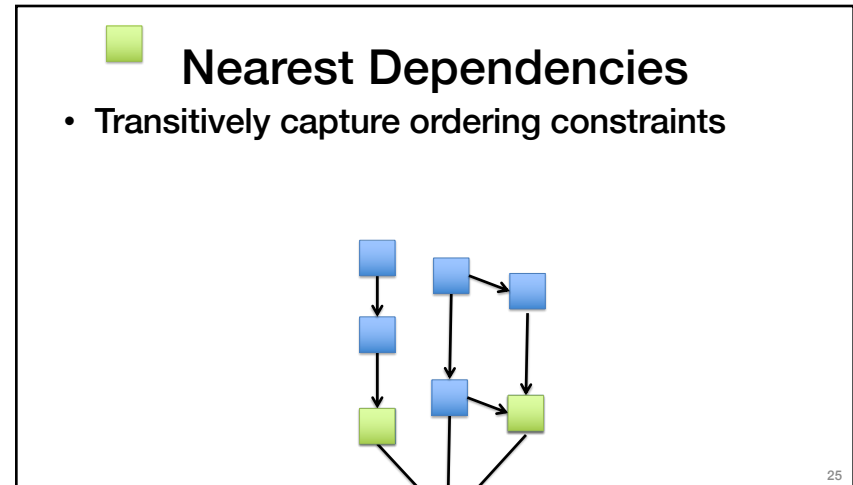 Nearest Dependencies
• Transitively capture ordering constraints
25